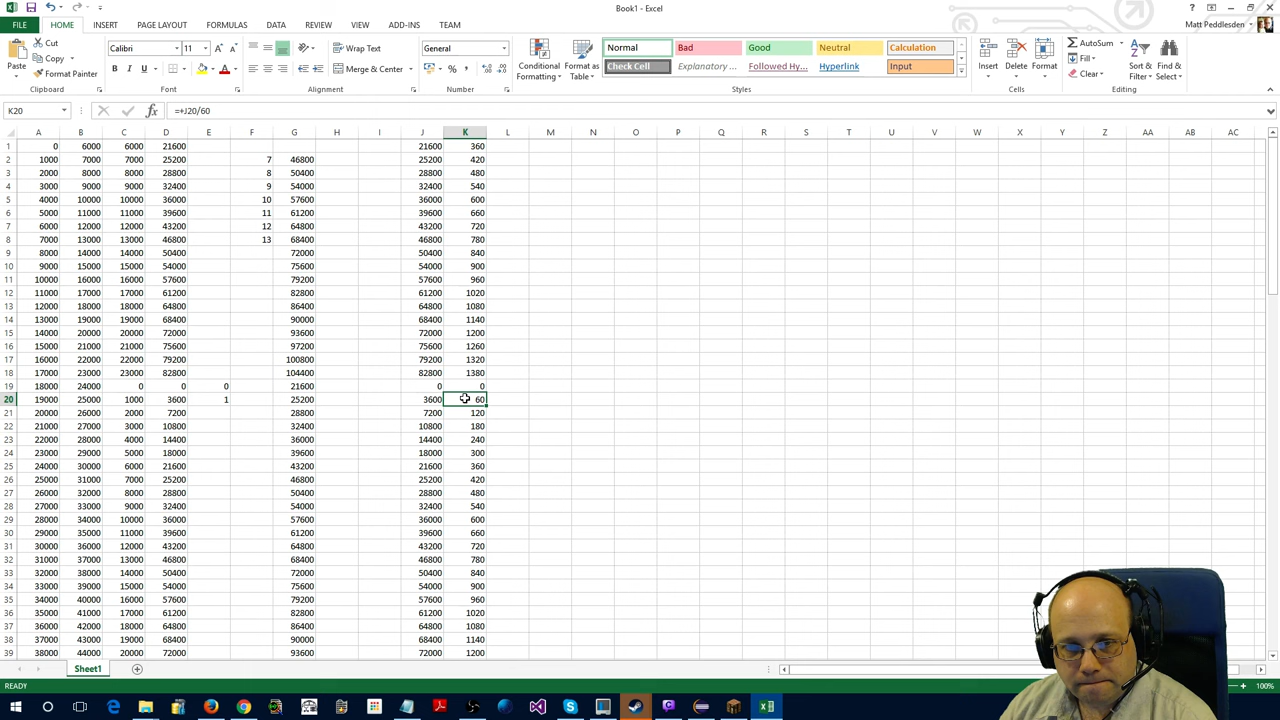 Book1 - Excel
FILE HOME INSERT PAGE LAYOUT FORMULAS DATA REVIEW VIEW ADD-INS TEAM Matt Peddlesden
Paste Cut Copy Format Painter Clipboard
Calibri 11 B I U Font
Wrap Text Merge & Center Alignment
General % Number
Conditional Formatting Format as Table
Normal Bad Good Neutral Calculation
Check Cell Explanatory ... Followed Hy... Hyperlink Input
Styles
Insert Delete Format Cells
AutoSum Fill Clear Sort & Filter Find & Select Editing
K20 fx =+J20/60
A B C D E F G H I J K L M N O P Q R S T U V W X Y Z AA AB AC
1 0 6000 6000 21600 21600 360
2 1000 7000 7000 25200 7 46800 25200 420
3 2000 8000 8000 28800 8 50400 28800 480
4 3000 9000 9000 32400 9 54000 32400 540
5 4000 10000 10000 36000 10 57600 36000 600
6 5000 11000 11000 39600 11 61200 39600 660
7 6000 12000 12000 43200 12 64800 43200 720
8 7000 13000 13000 46800 13 68400 46800 780
9 8000 14000 14000 50400 72000 50400 840
10 9000 15000 15000 54000 75600 54000 900
11 10000 16000 16000 57600 79200 57600 960
12 11000 17000 17000 61200 82800 61200 1020
13 12000 18000 18000 64800 86400 64800 1080
14 13000 19000 19000 68400 90000 68400 1140
15 14000 20000 20000 72000 93600 72000 1200
16 15000 21000 21000 75600 97200 75600 1260
17 16000 22000 22000 79200 100800 79200 1320
18 17000 23000 23000 82800 104400 82800 1380
19 18000 24000 0 0 0 21600 0 0
20 19000 25000 1000 3600 1 25200 3600 60
21 20000 26000 2000 7200 28800 7200 120
22 21000 27000 3000 10800 32400 10800 180
23 22000 28000 4000 14400 36000 14400 240
24 23000 29000 5000 18000 39600 18000 300
25 24000 30000 6000 21600 43200 21600 360
26 25000 31000 7000 25200 46800 25200 420
27 26000 32000 8000 28800 50400 28800 480
28 27000 33000 9000 32400 54000 32400 540
29 28000 34000 10000 36000 57600 36000 600
30 29000 35000 11000 39600 61200 39600 660
31 30000 36000 12000 43200 64800 43200 720
32 31000 37000 13000 46800 68400 46800 780
33 32000 39000 14000 50400 72000 50400 840
34 33000 39000 15000 54000 75600 54000 900
35 34000 40000 16000 57600 79200 57600 960
36 35000 41000 17000 61200 82800 61200 1020
37 36000 42000 18000 64800 86400 64800 1080
38 37000 43000 19000 68400 90000 68400 1140
39 38000 44000 20000 72000 93600 72000 1200
Sheet1
READY 100%